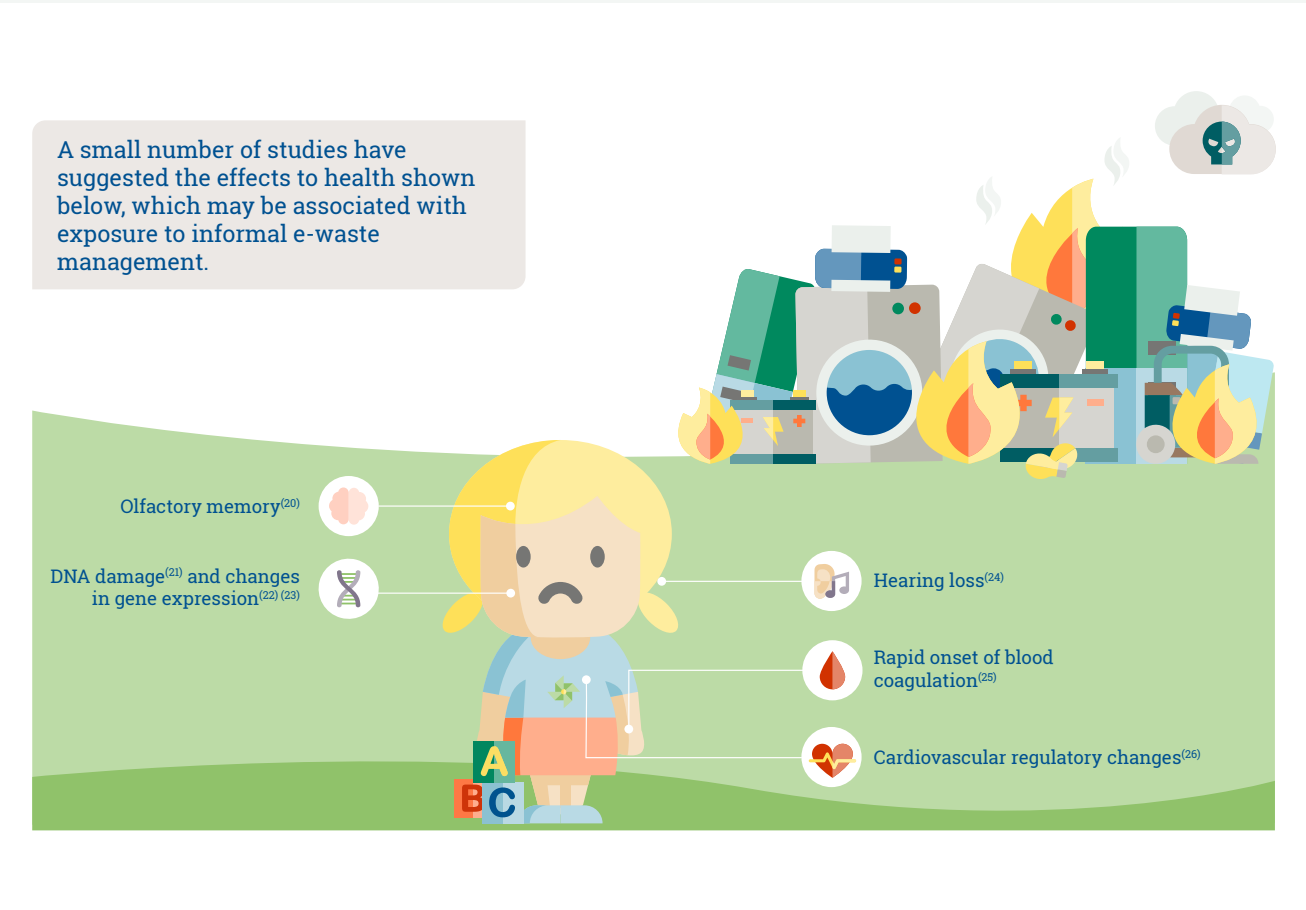 A small number of studies have
suggested the effects to health shown
below, which may be associated with
exposure to informal e-waste
management.
Olfactory memory(20)
DNA damage(21) and changes
in gene expression(22) (23)
Hearing loss(24)
Rapid onset of blood
coagulation(25)
Cardiovascular regulatory changes(26)
A
B C